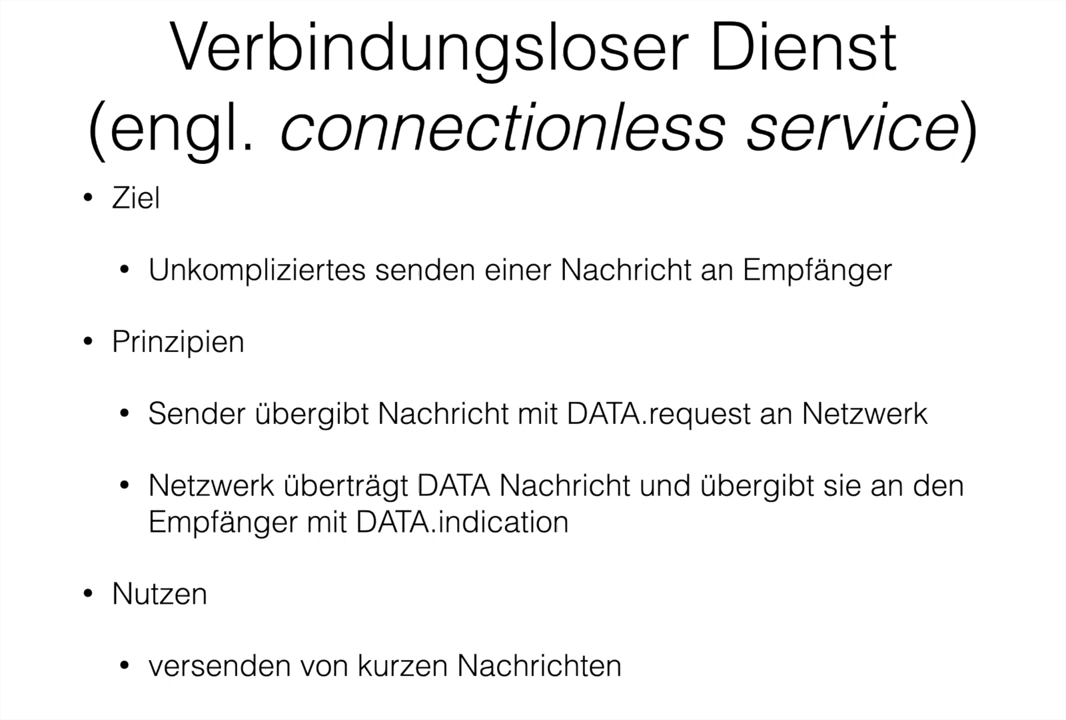 Verbindungsloser Dienst
(engl. connectionless service)
• Ziel
• Unkompliziertes senden einer Nachricht an Empfänger
• Prinzipien
• Sender übergibt Nachricht mit DATA.request an Netzwerk
• Netzwerk überträgt DATA Nachricht und übergibt sie an den
Empfänger mit DATA.indication
• Nutzen
• versenden von kurzen Nachrichten